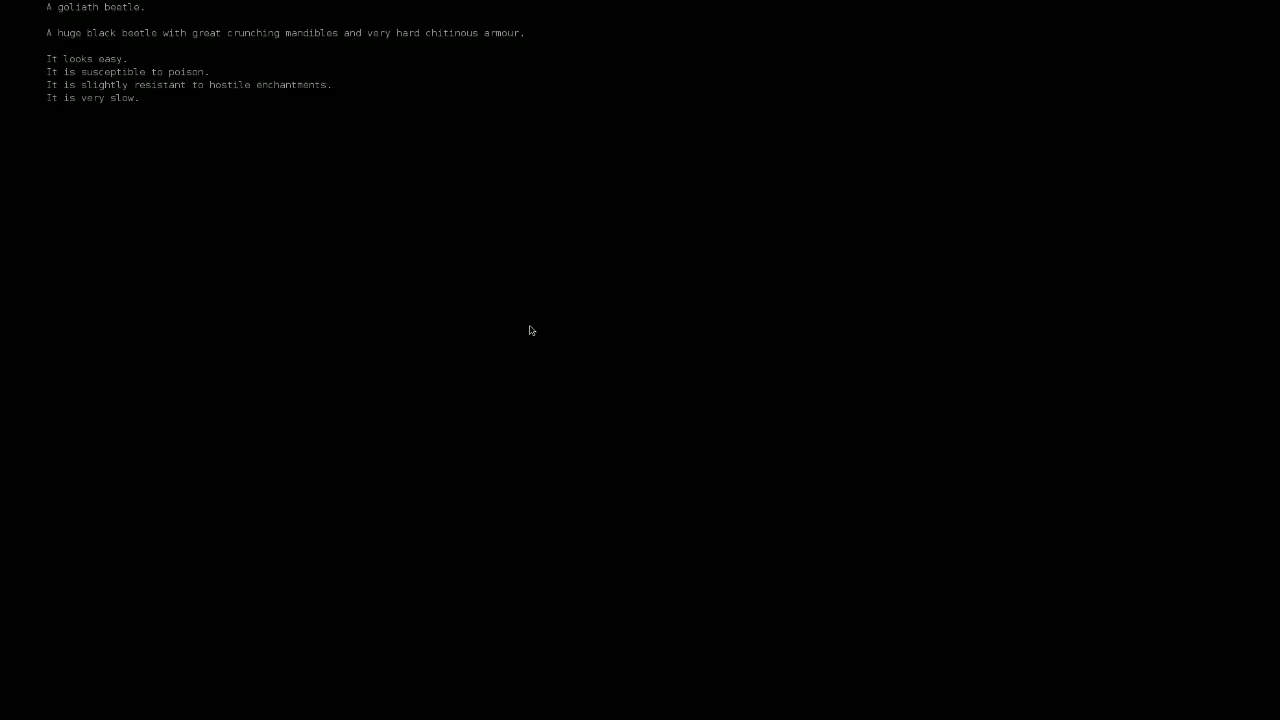 A goliath beetle.
A huge black beetle with great crunching mandibles and very hard chitinous armour.
It looks easy.
It is susceptible to poison.
It is slightly resistant to hostile enchantments.
It is very slow.